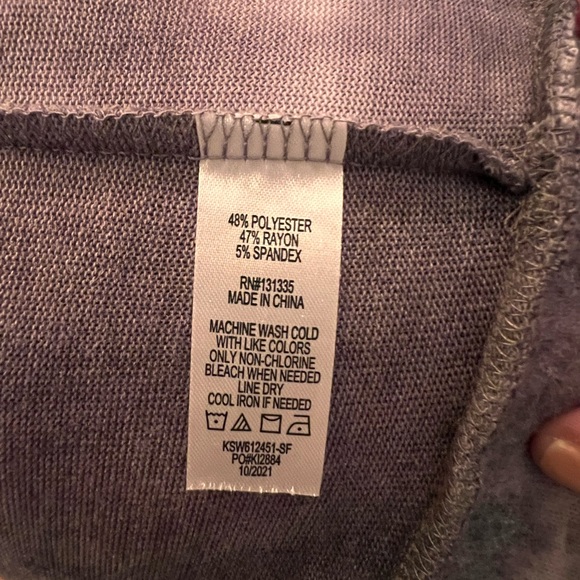 48% POLYESTER
47% RAYON
5% SPANDEX
RN#131335
MADE IN CHINA
MACHINE WASH COLD
WITH LIKE COLORS
ONLY NON-CHLORINE
BLEACH WHEN NEEDED
LINE DRY
COOL IRON IF NEEDED
KSW612451-SF
PO#KI2884
10/2021